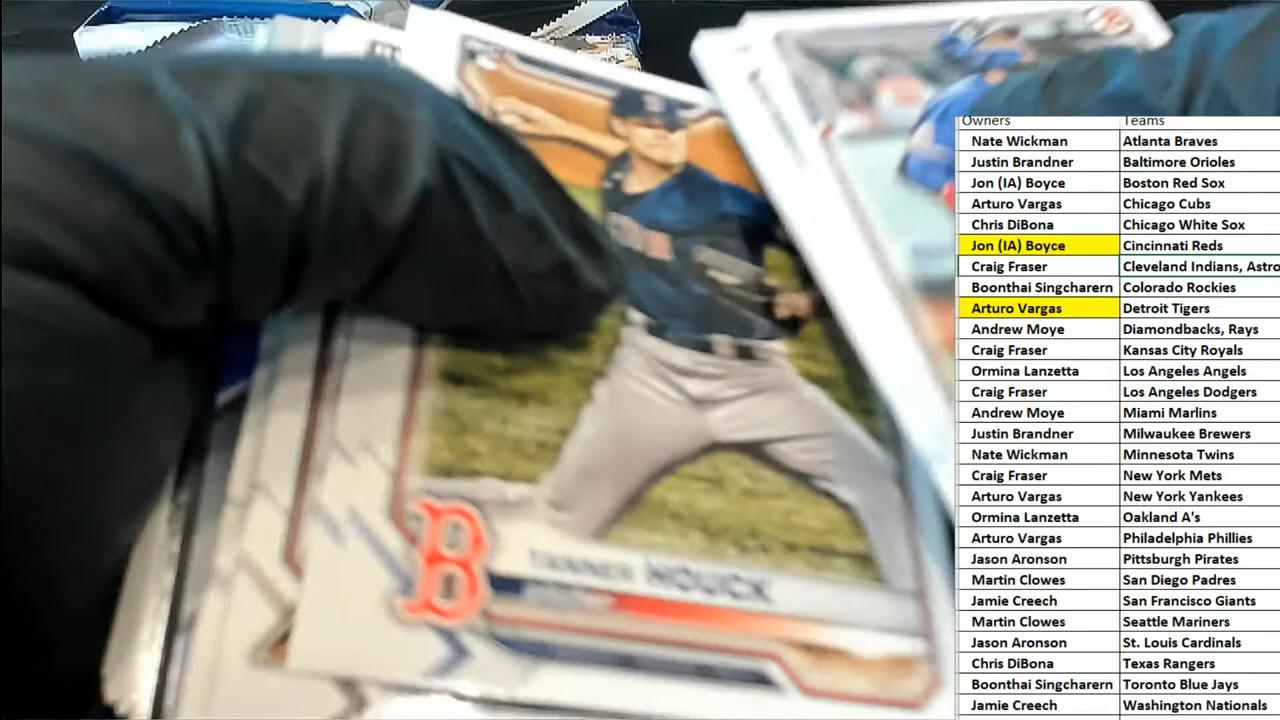 B
TANNER HOUCK
Owners Teams
Nate Wickman Atlanta Braves
Justin Brandner Baltimore Orioles
Jon (IA) Boyce Boston Red Sox
Arturo Vargas Chicago Cubs
Chris DiBona Chicago White Sox
Jon (IA) Boyce Cincinnati Reds
Craig Fraser Cleveland Indians, Astro
Boonthai Singcharern Colorado Rockies
Arturo Vargas Detroit Tigers
Andrew Moye Diamondbacks, Rays
Craig Fraser Kansas City Royals
Ormina Lanzetta Los Angeles Angels
Craig Fraser Los Angeles Dodgers
Andrew Moye Miami Marlins
Justin Brandner Milwaukee Brewers
Nate Wickman Minnesota Twins
Craig Fraser New York Mets
Arturo Vargas New York Yankees
Ormina Lanzetta Oakland A's
Arturo Vargas Philadelphia Phillies
Jason Aronson Pittsburgh Pirates
Martin Clowes San Diego Padres
Jamie Creech San Francisco Giants
Martin Clowes Seattle Mariners
Jason Aronson St. Louis Cardinals
Chris DiBona Texas Rangers
Boonthai Singcharern Toronto Blue Jays
Jamie Creech Washington Nationals